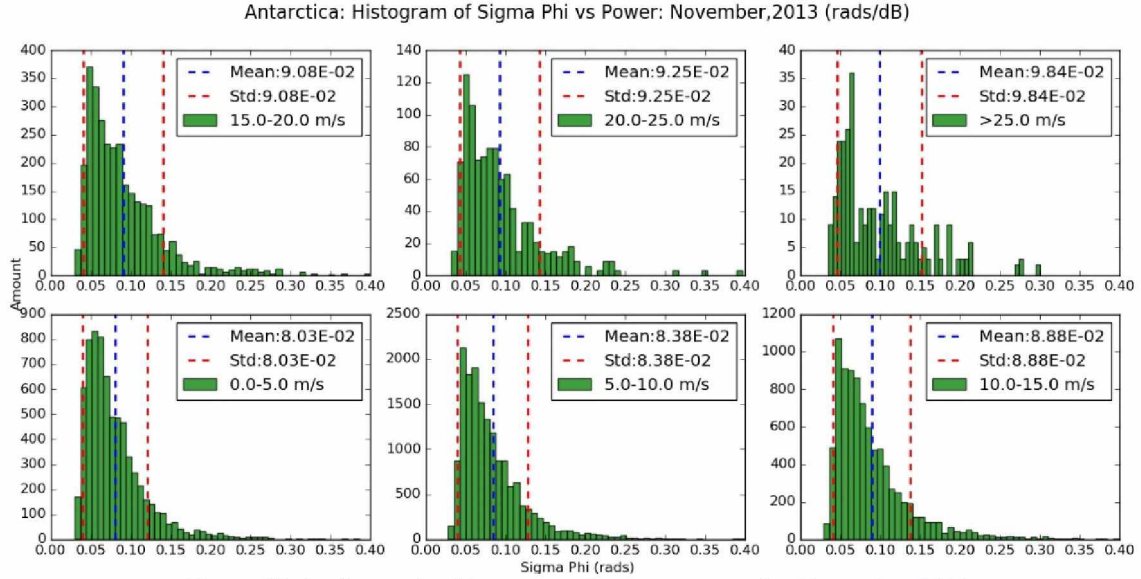 Antarctica: Histogram of Sigma Phi vs Power: November,2013 (rads/dB)
400
350
300
250
200
150
100
50
0
0.00 0.05 0.10 0.15 0.20 0.25 0.30 0.35 0.40
Mean:9.08E-02
Std:9.08E-02
15.0-20.0 m/s
140
120
100
80
60
40
20
0
0.00 0.05 0.10 0.15 0.20 0.25 0.30 0.35 0.40
Mean:9.25E-02
Std:9.25E-02
20.0-25.0 m/s
40
35
30
25
20
15
10
5
0
0.00 0.05 0.10 0.15 0.20 0.25 0.30 0.35 0.40
Mean:9.84E-02
Std:9.84E-02
>25.0 m/s
Amount
900
800
700
600
500
400
300
200
100
0
0.00 0.05 0.10 0.15 0.20 0.25 0.30 0.35 0.40
Mean:8.03E-02
Std:8.03E-02
0.0-5.0 m/s
2500
2000
1500
1000
500
0
0.00 0.05 0.10 0.15 0.20 0.25 0.30 0.35 0.40
Mean:8.38E-02
Std:8.38E-02
5.0-10.0 m/s
1200
1000
800
600
400
200
0
0.00 0.05 0.10 0.15 0.20 0.25 0.30 0.35 0.40
Mean:8.88E-02
Std:8.88E-02
10.0-15.0 m/s
Sigma Phi (rads)